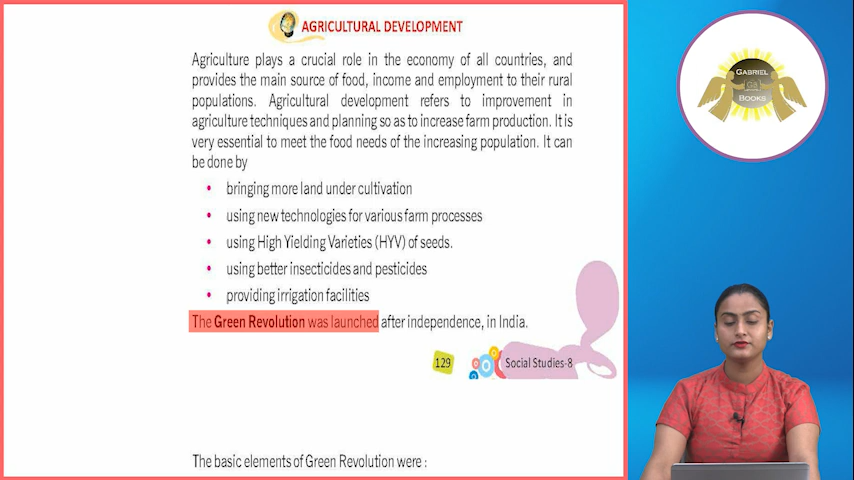 AGRICULTURAL DEVELOPMENT
Agriculture plays a crucial role in the economy of all countries, and
provides the main source of food, income and employment to their rural
populations. Agricultural development refers to improvement in
agriculture techniques and planning so as to increase farm production. It is
very essential to meet the food needs of the increasing population. It can
be done by
• bringing more land under cultivation
• using new technologies for various farm processes
• using High Yielding Varieties (HYV) of seeds.
• using better insecticides and pesticides
• providing irrigation facilities
The Green Revolution was launched after independence, in India.
129
Social Studies-8
The basic elements of Green Revolution were :
GABRIEL
BOOKS